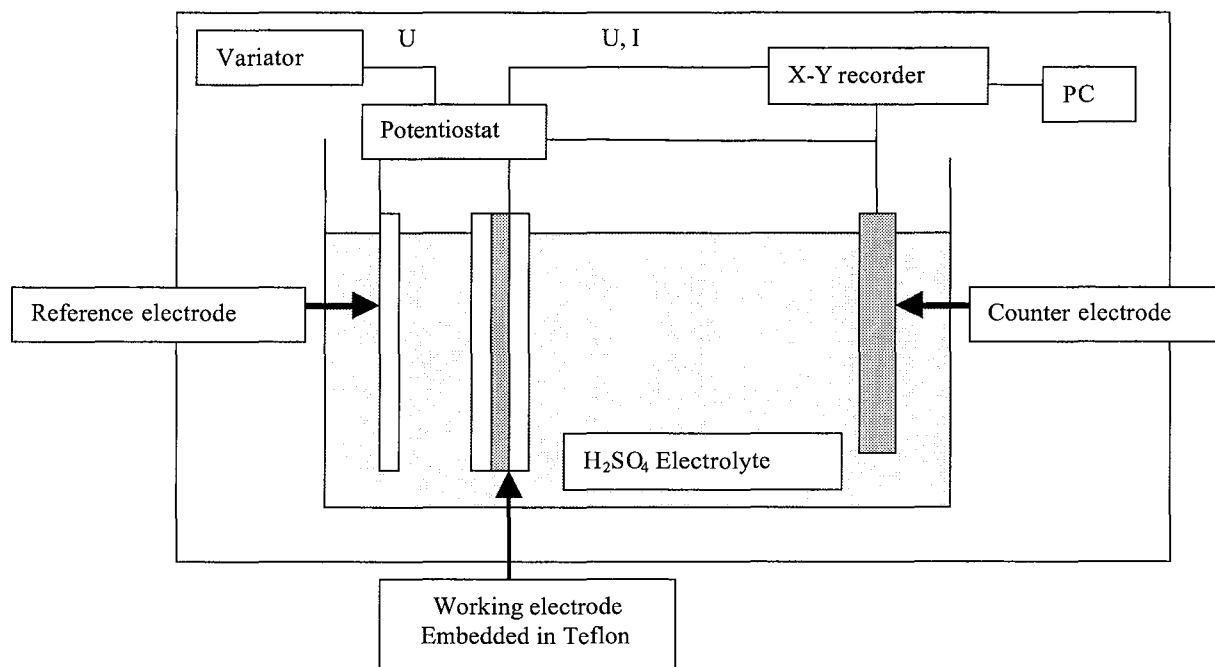 U
U, I
Variator
X-Y recorder
PC
Potentiostat
Reference electrode
Counter electrode
H₂SO₄ Electrolyte
Working electrode
Embedded in Teflon